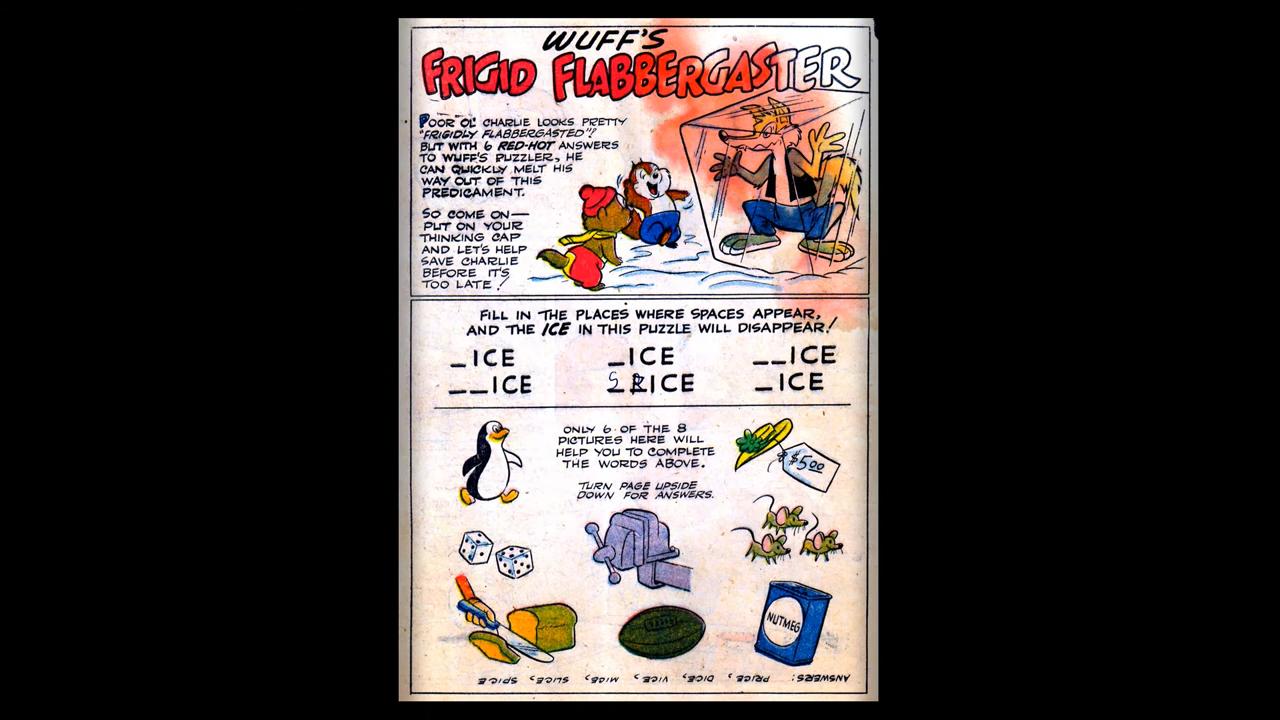 WUFF'S
FRIGID FLABBERGASTER
POOR OL' CHARLIE LOOKS PRETTY
"FRIGIDLY FLABBERGASTED"!
BUT WITH 6 RED-HOT ANSWERS
TO WUFF'S PUZZLER, HE
CAN QUICKLY MELT HIS
WAY OUT OF THIS
PREDICAMENT.
SO COME ON—
PUT ON YOUR
THINKING CAP
AND LET'S HELP
SAVE CHARLIE
BEFORE IT'S
TOO LATE!
FILL IN THE PLACES WHERE SPACES APPEAR,
AND THE ICE IN THIS PUZZLE WILL DISAPPEAR!
_ICE _ICE __ICE
__ICE __ICE _ICE
ONLY 6 OF THE 8
PICTURES HERE WILL
HELP YOU TO COMPLETE
THE WORDS ABOVE.
TURN PAGE UPSIDE
DOWN FOR ANSWERS.
$5.00
NUTMEG
ANSWERS: PRICE, DICE, VICE, MICE, SLICE, SPICE